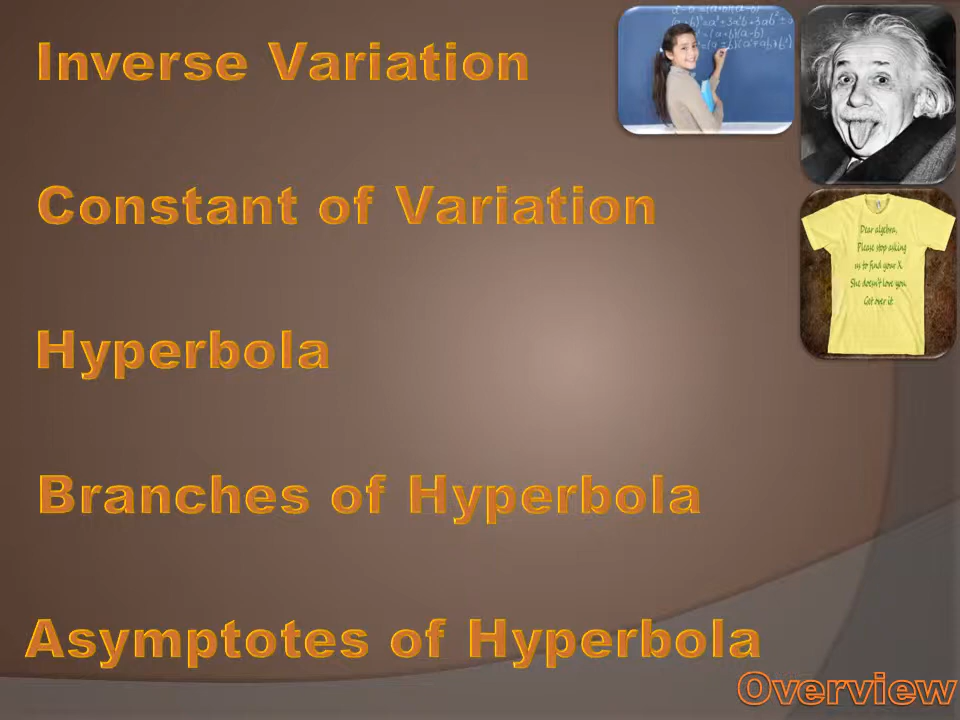 Inverse Variation
Constant of Variation
Hyperbola
Branches of Hyperbola
Asymptotes of Hyperbola
Overview
Dear algebra,
Please stop asking
us to find your X.
She doesn't love you.
Get over it.